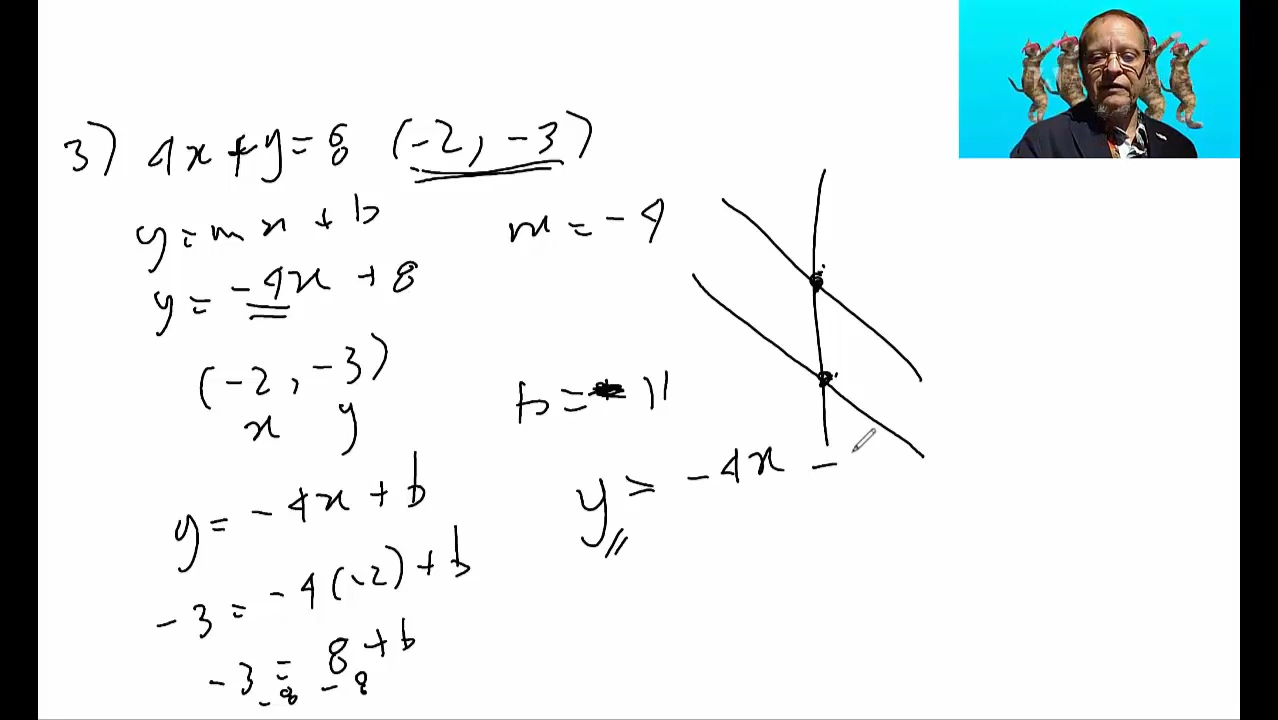 3) 4x + y = 8 (-2, -3)
y = mx + b
m = -4
y = -4x + 8
(-2, -3)
x y
b = - 11
y = -4x + b
y = -4x -
-3 = -4(-2) + b
-3 = 8 + b
-8 -8